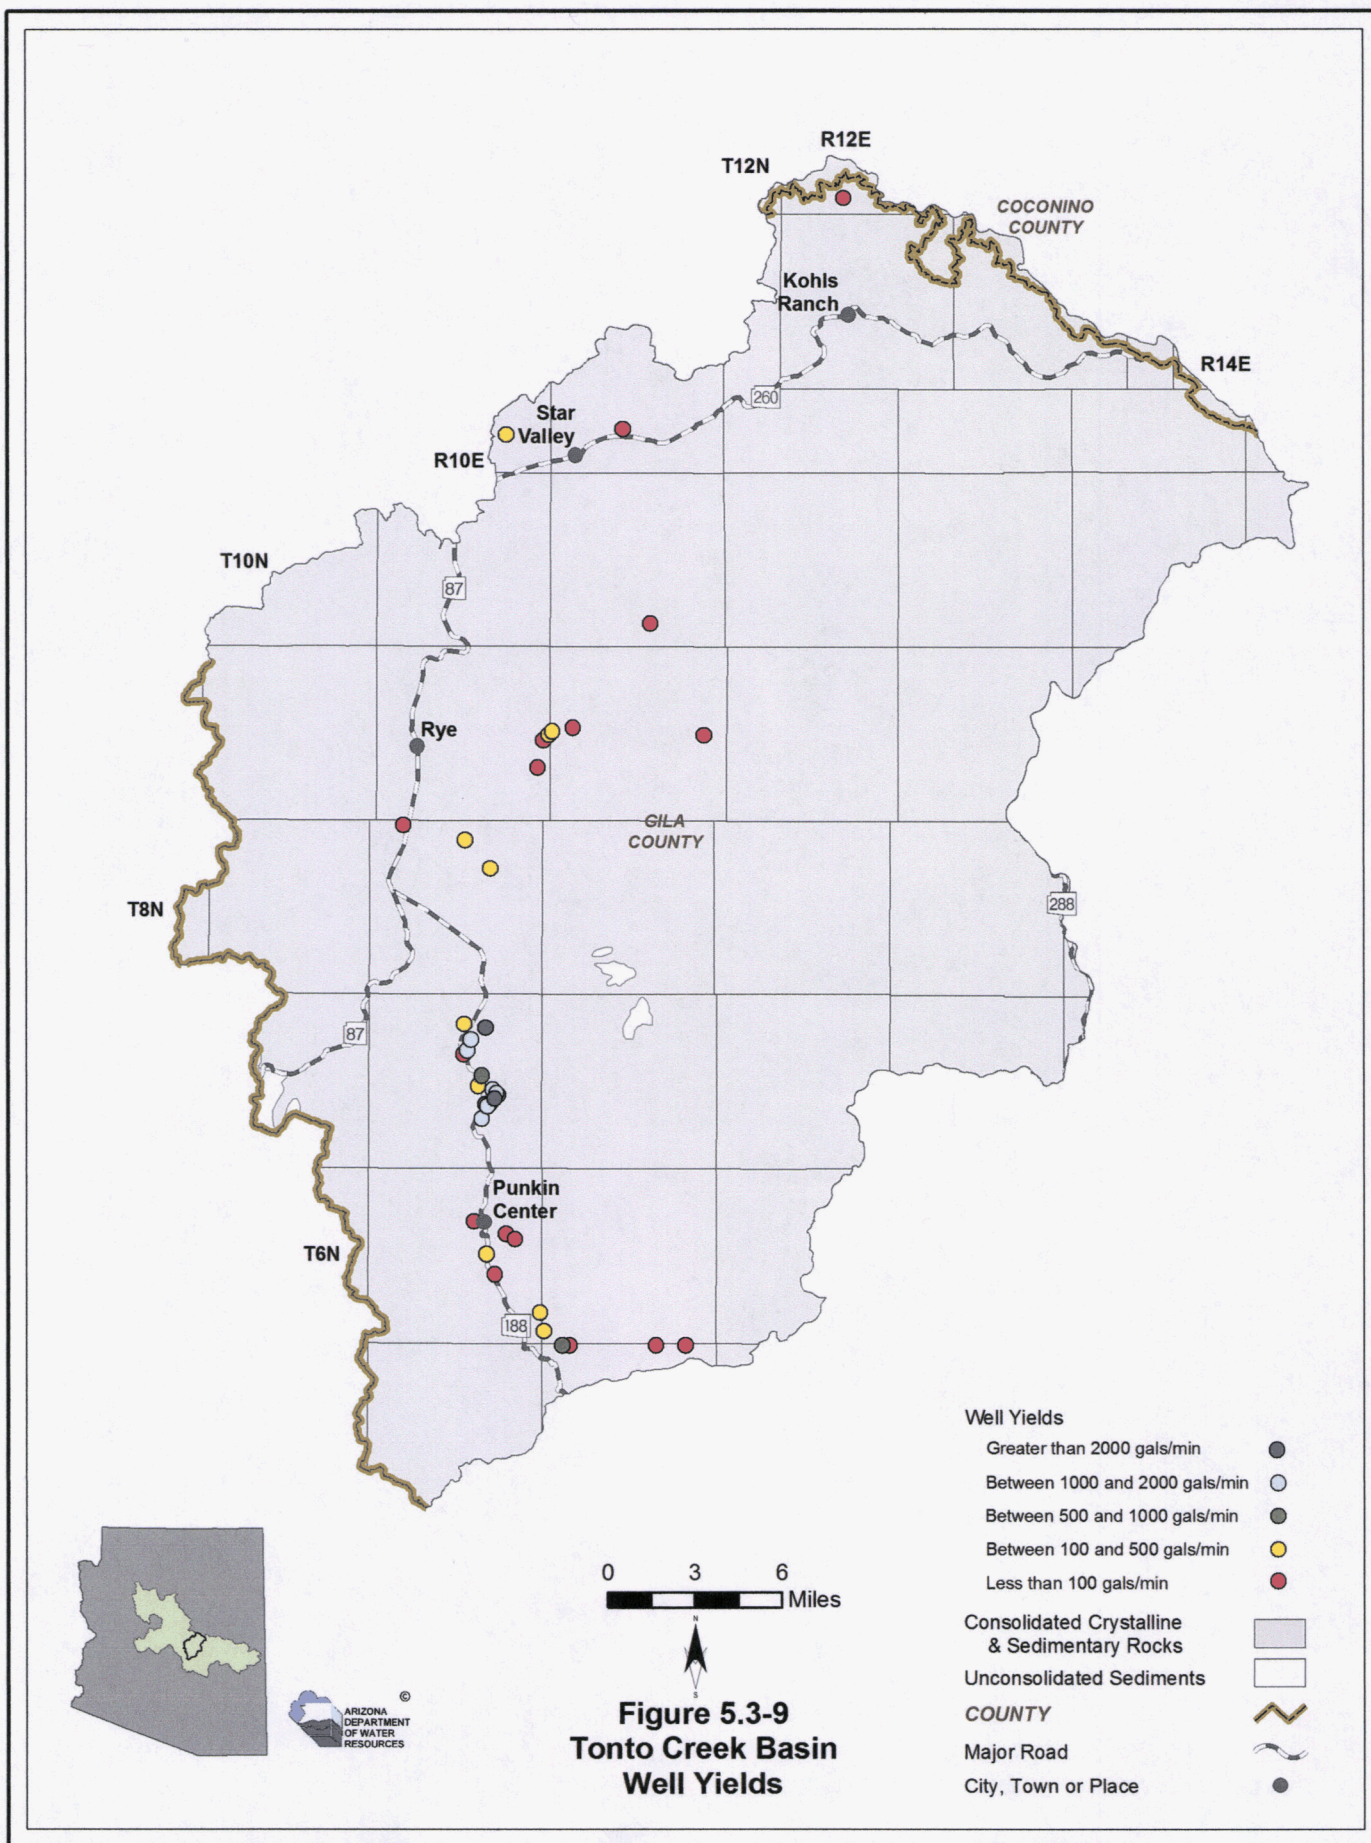 R12E
T12N
COCONINO
COUNTY
Kohls
Ranch
R14E
260
Star
Valley
R10E
T10N
87
Rye
GILA
COUNTY
T8N
288
87
Punkin
Center
T6N
188
Well Yields
Greater than 2000 gals/min
Between 1000 and 2000 gals/min
Between 500 and 1000 gals/min
Between 100 and 500 gals/min
Less than 100 gals/min
Consolidated Crystalline
& Sedimentary Rocks
Unconsolidated Sediments
COUNTY
Major Road
City, Town or Place
0 3 6
Miles
N
S
©
ARIZONA
DEPARTMENT
OF WATER
RESOURCES
Figure 5.3-9
Tonto Creek Basin
Well Yields